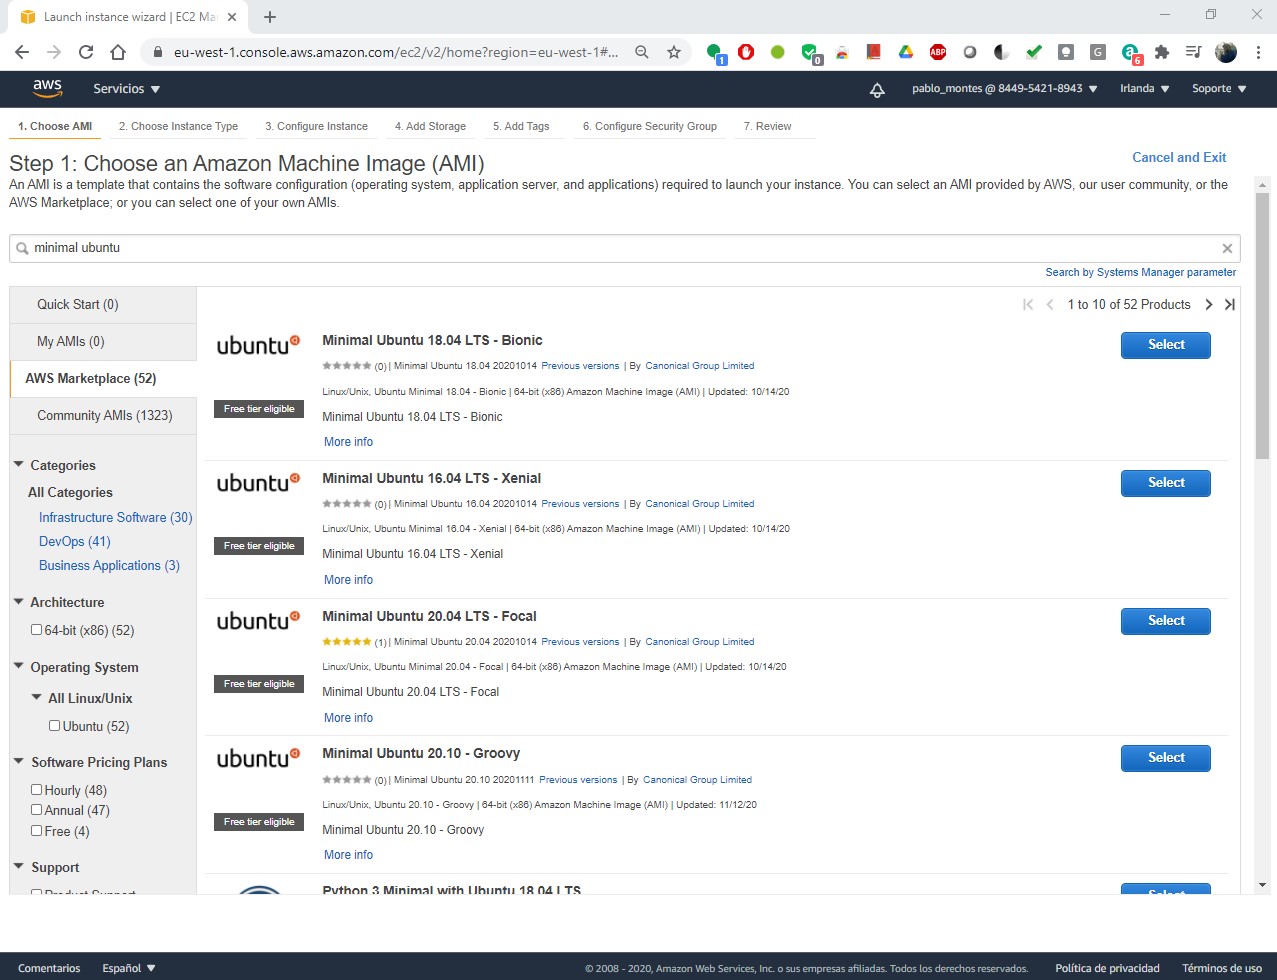 Launch instance wizard | EC2 Ma
eu-west-1.console.aws.amazon.com/ec2/v2/home?region=eu-west-1#...
1
0
ABP
G
6
aws
Servicios
pablo_montes @ 8449-5421-8943
Irlanda
Soporte
1. Choose AMI
2. Choose Instance Type
3. Configure Instance
4. Add Storage
5. Add Tags
6. Configure Security Group
7. Review
Step 1: Choose an Amazon Machine Image (AMI)
Cancel and Exit
An AMI is a template that contains the software configuration (operating system, application server, and applications) required to launch your instance. You can select an AMI provided by AWS, our user community, or the
AWS Marketplace; or you can select one of your own AMIs.
minimal ubuntu
Search by Systems Manager parameter
Quick Start (0)
My AMIs (0)
AWS Marketplace (52)
Community AMIs (1323)
Categories
All Categories
Infrastructure Software (30)
DevOps (41)
Business Applications (3)
Architecture
64-bit (x86) (52)
Operating System
All Linux/Unix
Ubuntu (52)
Software Pricing Plans
Hourly (48)
Annual (47)
Free (4)
Support
Product Support
1 to 10 of 52 Products
ubuntu
Free tier eligible
Minimal Ubuntu 18.04 LTS - Bionic
(0) | Minimal Ubuntu 18.04 20201014 Previous versions | By Canonical Group Limited
Linux/Unix, Ubuntu Minimal 18.04 - Bionic | 64-bit (x86) Amazon Machine Image (AMI) | Updated: 10/14/20
Minimal Ubuntu 18.04 LTS - Bionic
More info
Select
ubuntu
Free tier eligible
Minimal Ubuntu 16.04 LTS - Xenial
(0) | Minimal Ubuntu 16.04 20201014 Previous versions | By Canonical Group Limited
Linux/Unix, Ubuntu Minimal 16.04 - Xenial | 64-bit (x86) Amazon Machine Image (AMI) | Updated: 10/14/20
Minimal Ubuntu 16.04 LTS - Xenial
More info
Select
ubuntu
Free tier eligible
Minimal Ubuntu 20.04 LTS - Focal
(1) | Minimal Ubuntu 20.04 20201014 Previous versions | By Canonical Group Limited
Linux/Unix, Ubuntu Minimal 20.04 - Focal | 64-bit (x86) Amazon Machine Image (AMI) | Updated: 10/14/20
Minimal Ubuntu 20.04 LTS - Focal
More info
Select
ubuntu
Free tier eligible
Minimal Ubuntu 20.10 - Groovy
(0) | Minimal Ubuntu 20.10 20201111 Previous versions | By Canonical Group Limited
Linux/Unix, Ubuntu 20.10 - Groovy | 64-bit (x86) Amazon Machine Image (AMI) | Updated: 11/12/20
Minimal Ubuntu 20.10 - Groovy
More info
Select
Python 3 Minimal with Ubuntu 18.04 LTS
Select
Comentarios
Español
© 2008 - 2020, Amazon Web Services, Inc. o sus empresas afiliadas. Todos los derechos reservados.
Política de privacidad
Términos de uso